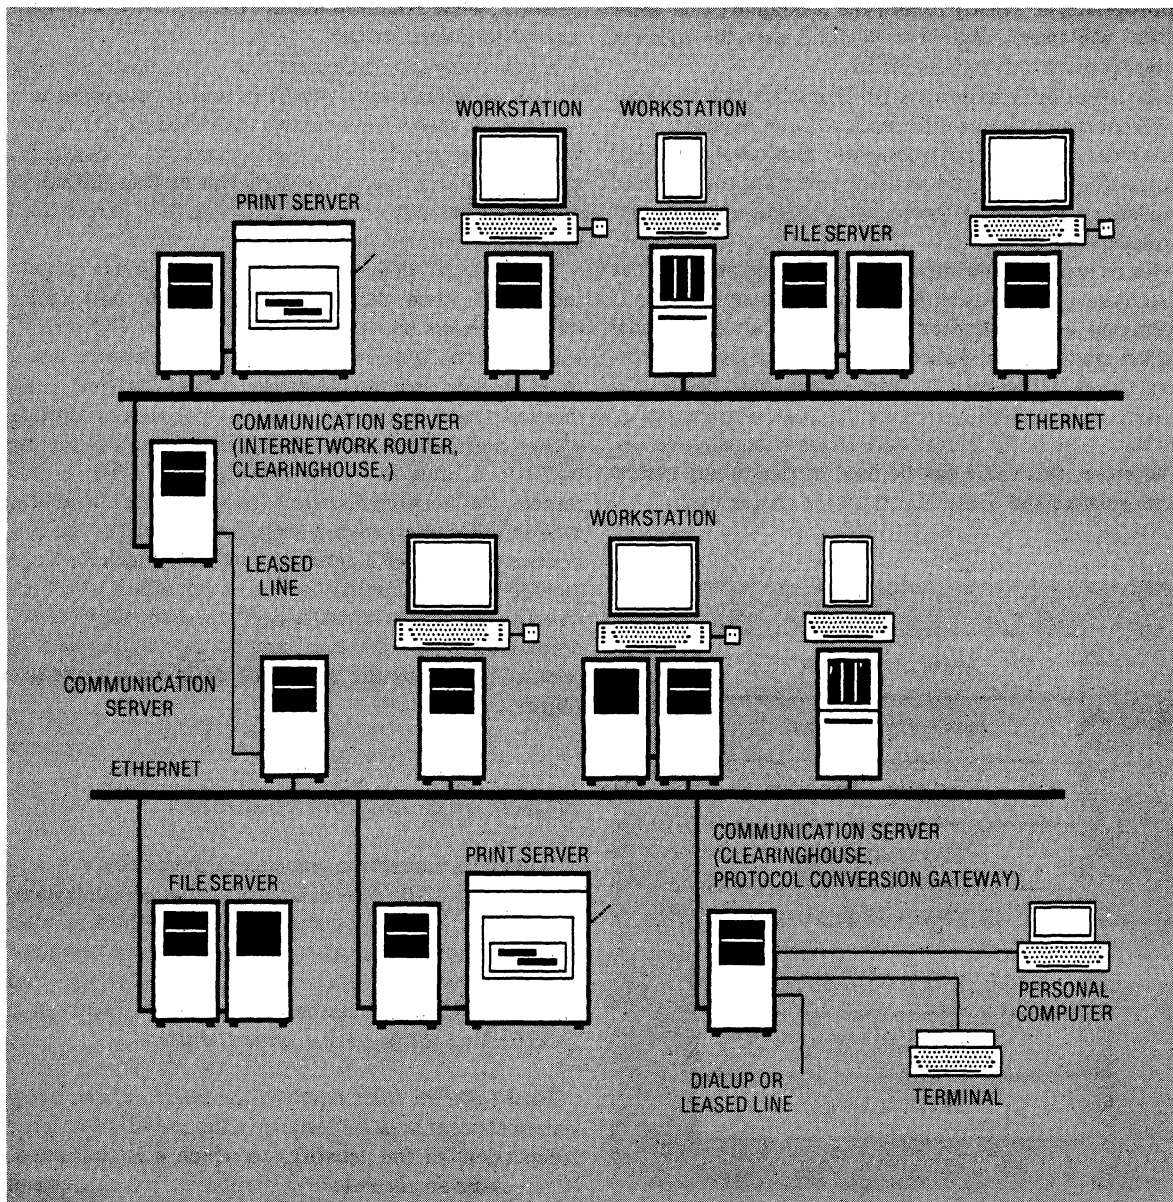 WORKSTATION
WORKSTATION
PRINT SERVER
FILE SERVER
ETHERNET
COMMUNICATION SERVER
(INTERNETWORK ROUTER,
CLEARINGHOUSE.)
LEASED
LINE
WORKSTATION
COMMUNICATION
SERVER
ETHERNET
COMMUNICATION SERVER
(CLEARINGHOUSE,
PROTOCOL CONVERSION GATEWAY)
FILE SERVER
PRINT SERVER
PERSONAL
COMPUTER
DIALUP OR
LEASED LINE
TERMINAL